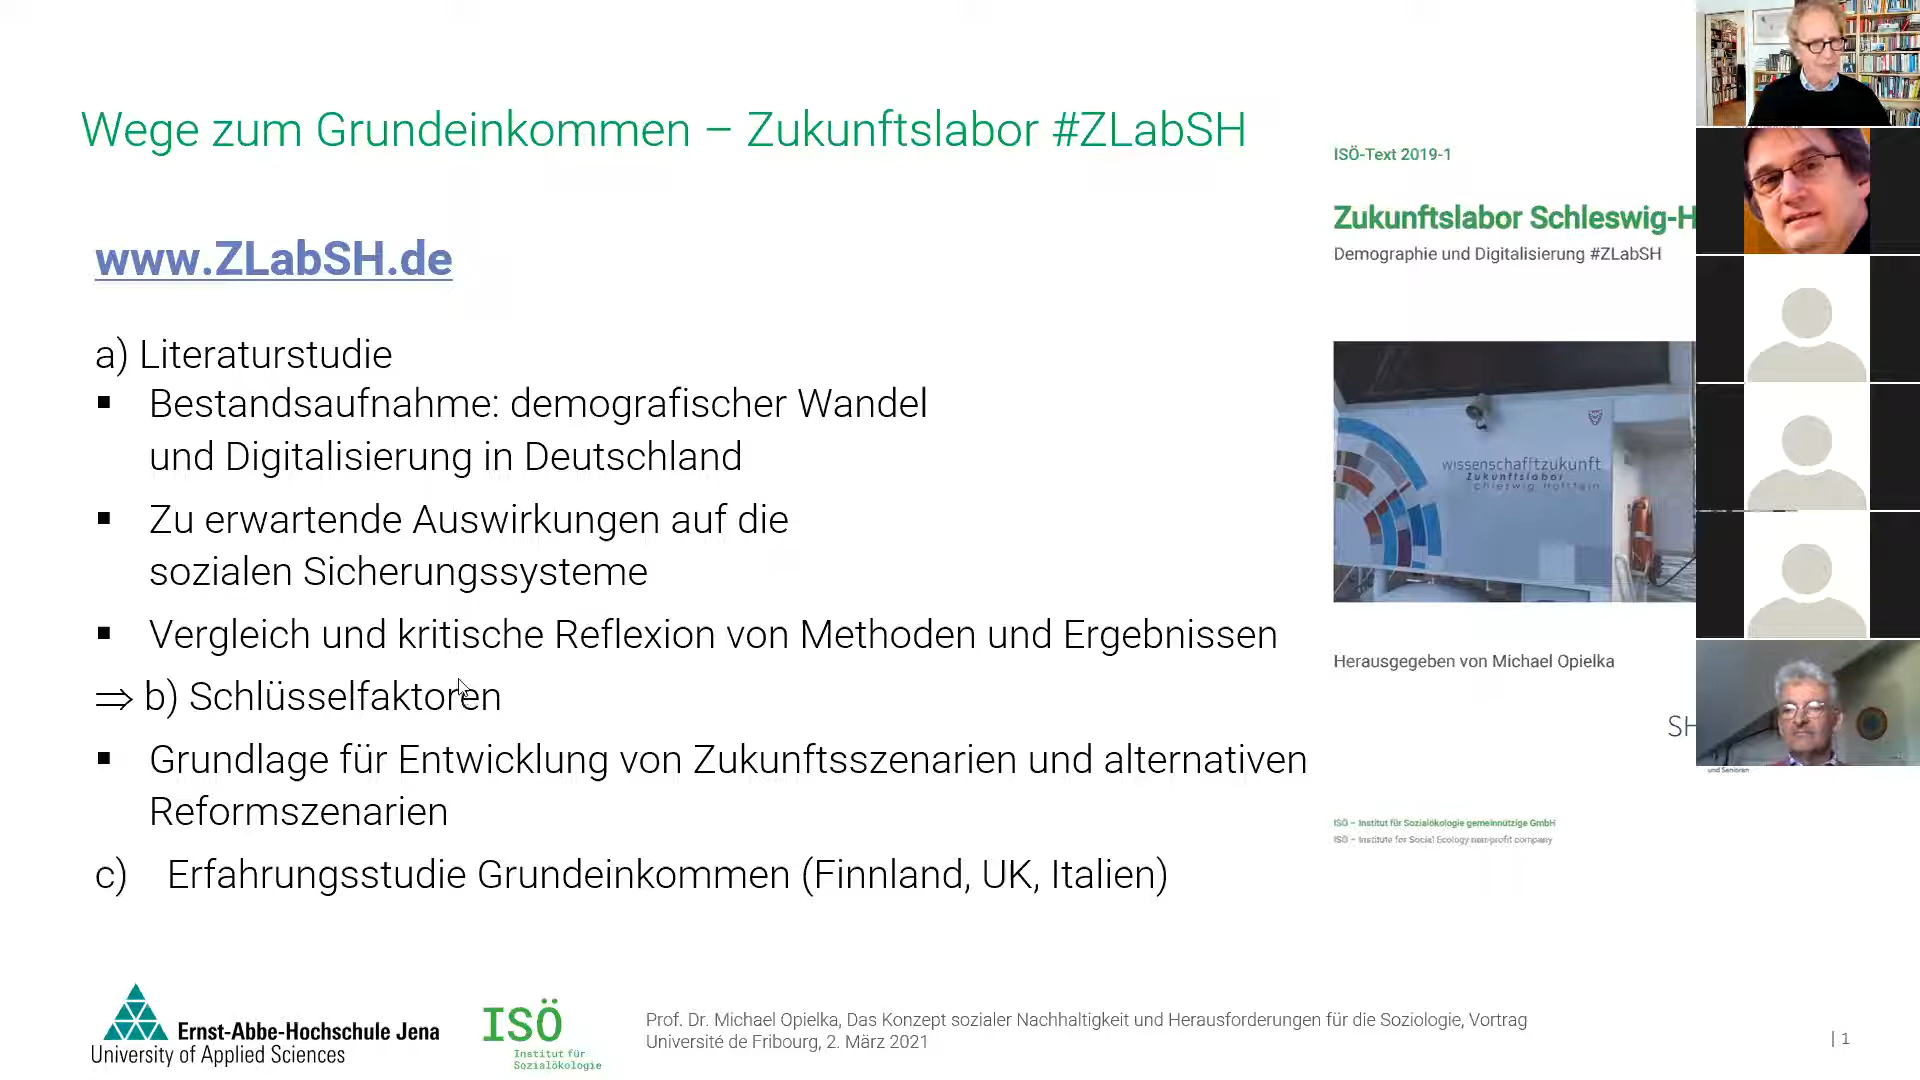 Wege zum Grundeinkommen – Zukunftslabor #ZLabSH
www.ZLabSH.de
a) Literaturstudie
▪ Bestandsaufnahme: demografischer Wandel
und Digitalisierung in Deutschland
▪ Zu erwartende Auswirkungen auf die
sozialen Sicherungssysteme
▪ Vergleich und kritische Reflexion von Methoden und Ergebnissen
⇒ b) Schlüsselfaktoren
▪ Grundlage für Entwicklung von Zukunftsszenarien und alternativen
Reformszenarien
c) Erfahrungsstudie Grundeinkommen (Finnland, UK, Italien)
ISÖ-Text 2019-1
Zukunftslabor Schleswig-H
Demographie und Digitalisierung #ZLabSH
wissenschafftzukunft
Zukunftslabor
Herausgegeben von Michael Opielka
SH
und Senioren
ISÖ – Institut für Sozialökologie gemeinnützige GmbH
ISÖ – Institute for Social Ecology non-profit company
Ernst-Abbe-Hochschule Jena
University of Applied Sciences
ISÖ
Institut für
Sozialökologie
Prof. Dr. Michael Opielka, Das Konzept sozialer Nachhaltigkeit und Herausforderungen für die Soziologie, Vortrag
Université de Fribourg, 2. März 2021
| 1